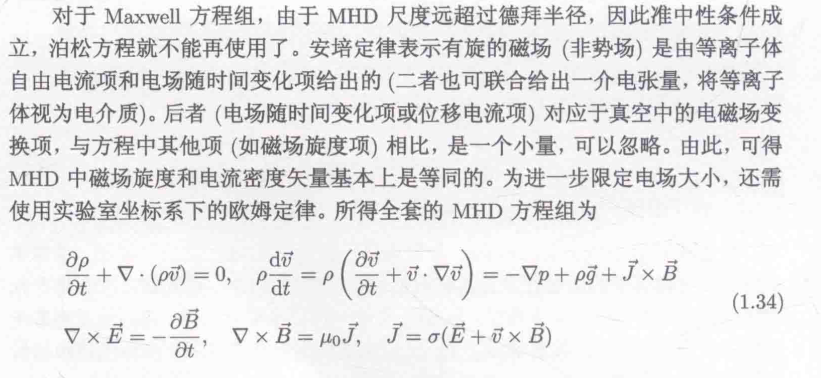 对于 Maxwell 方程组，由于 MHD 尺度远超过德拜半径，因此准中性条件成
立，泊松方程就不能再使用了。安培定律表示有旋的磁场 (非势场) 是由等离子体
自由电流项和电场随时间变化项给出的 (二者也可联合给出一介电张量，将等离子
体视为电介质)。后者 (电场随时间变化项或位移电流项) 对应于真空中的电磁场变
换项，与方程中其他项 (如磁场旋度项) 相比，是一个小量，可以忽略。由此，可得
MHD 中磁场旋度和电流密度矢量基本上是等同的。为进一步限定电场大小，还需
使用实验室坐标系下的欧姆定律。所得全套的 MHD 方程组为
$\frac{\partial \rho}{\partial t} + \nabla \cdot (\rho \vec{v}) = 0, \quad \rho \frac{\mathrm{d}\vec{v}}{\mathrm{d}t} = \rho \left( \frac{\partial \vec{v}}{\partial t} + \vec{v} \cdot \nabla \vec{v} \right) = -\nabla p + \rho \vec{g} + \vec{J} \times \vec{B}$
(1.34)
$\nabla \times \vec{E} = -\frac{\partial \vec{B}}{\partial t}, \quad \nabla \times \vec{B} = \mu_0 \vec{J}, \quad \vec{J} = \sigma (\vec{E} + \vec{v} \times \vec{B})$